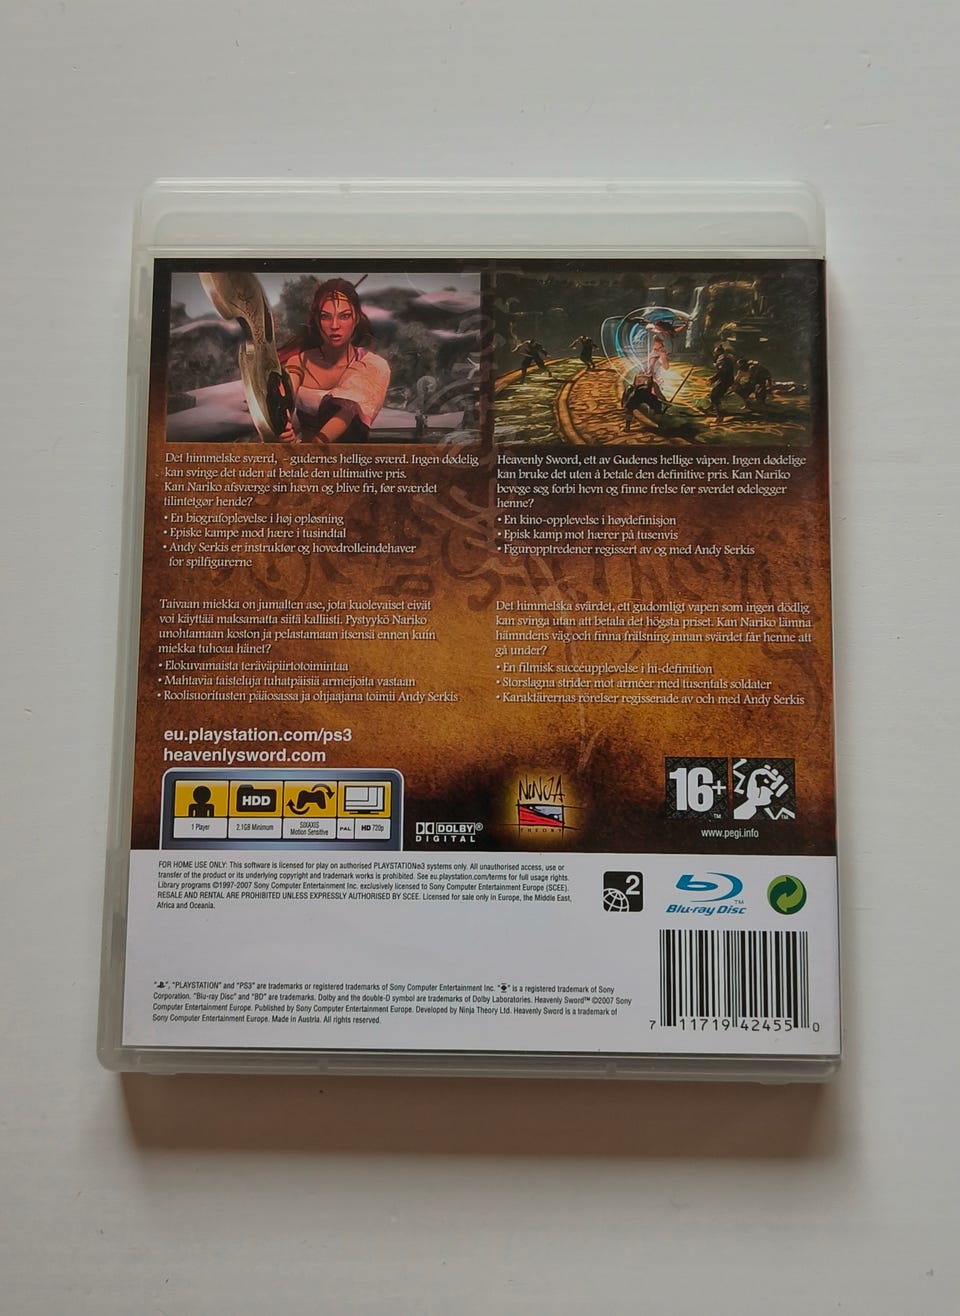 Det himmelske sværd, - gudernes hellige sværd. Ingen dødelig
kan svinge det uden at betale den ultimative pris.
Kan Nariko afsværge sin hævn og blive fri, før sværdet
tilintetgør hende?
• En biografoplevelse i høj opløsning
• Episke kampe mod hære i tusindtal
• Andy Serkis er instruktør og hovedrolleindehaver
for spilfigurerne
Heavenly Sword, ett av Gudenes hellige våpen. Ingen dødelige
kan bruke det uten å betale den definitive pris. Kan Nariko
bevege seg forbi hevn og finne frelse før sverdet ødelegger
henne?
• En kino-opplevelse i høydefinisjon
• Episk kamp mot hærer på tusenvis
• Figuropptredener regissert av og med Andy Serkis
Taivaan miekka on jumalten ase, jota kuolevaiset eivät
voi käyttää maksamatta siitä kalliisti. Pystyykö Nariko
unohtamaan koston ja pelastamaan itsensä ennen kuin
miekka tuhoaa hänet?
• Elokuvamaista teräväpiirtotoimintaa
• Mahtavia taisteluja tuhatpäisiä armeijoita vastaan
• Roolisuoritusten pääosassa ja ohjaajana toimii Andy Serkis
Det himmelska svärdet, ett gudomligt vapen som ingen dödlig
kan svinga utan att betala det högsta priset. Kan Nariko lämna
hämndens väg och finna frälsning innan svärdet får henne att
gå under?
• En filmisk succéupplevelse i hi-definition
• Storslagna strider mot arméer med tusentals soldater
• Karaktärernas rörelser regisserade av och med Andy Serkis
eu.playstation.com/ps3
heavenlysword.com
HDD
1 Player
2.1GB Minimum
SIXAXIS
Motion Sensitive
PAL
HD 720p
DOLBY®
DIGITAL
NINJA
THEORY
16+
TM
TM
www.pegi.info
FOR HOME USE ONLY: This software is licensed for play on authorised PLAYSTATION®3 systems only. All unauthorised access, use or
transfer of the product or its underlying copyright and trademark works is prohibited. See eu.playstation.com/terms for full usage rights.
Library programs ©1997-2007 Sony Computer Entertainment Inc. exclusively licensed to Sony Computer Entertainment Europe (SCEE).
RESALE AND RENTAL ARE PROHIBITED UNLESS EXPRESSLY AUTHORISED BY SCEE. Licensed for sale only in Europe, the Middle East,
Africa and Oceania.
2
Blu-ray Disc
TM
" ", "PLAYSTATION" and "PS3" are trademarks or registered trademarks of Sony Computer Entertainment Inc. " " is a registered trademark of Sony
Corporation. "Blu-ray Disc" and "BD" are trademarks. Dolby and the double-D symbol are trademarks of Dolby Laboratories. Heavenly Sword™ ©2007 Sony
Computer Entertainment Europe. Published by Sony Computer Entertainment Europe. Developed by Ninja Theory Ltd. Heavenly Sword is a trademark of
Sony Computer Entertainment Europe. Made in Austria. All rights reserved.
7 11719 42455 0